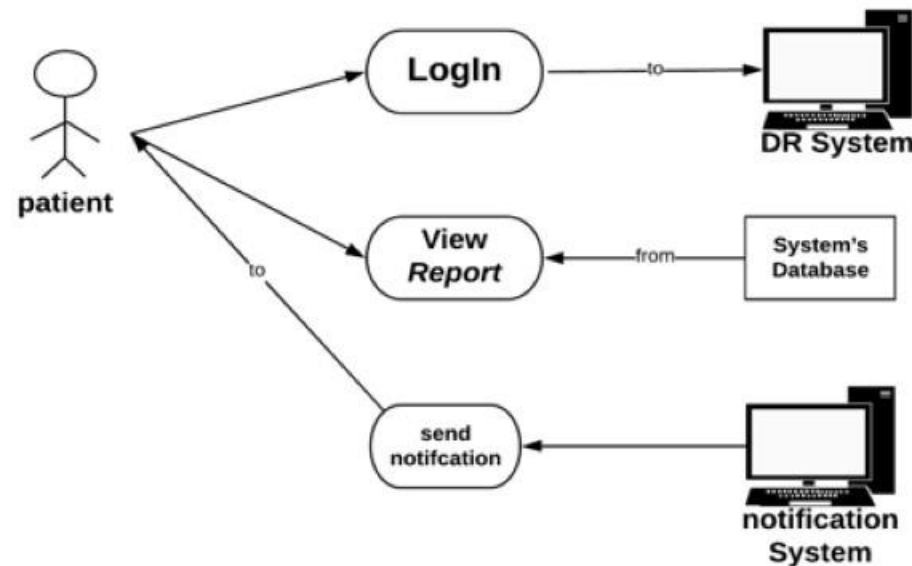 LogIn
to
DR System
patient
View
Report
from
System's
Database
to
send
notifcation
notification
System